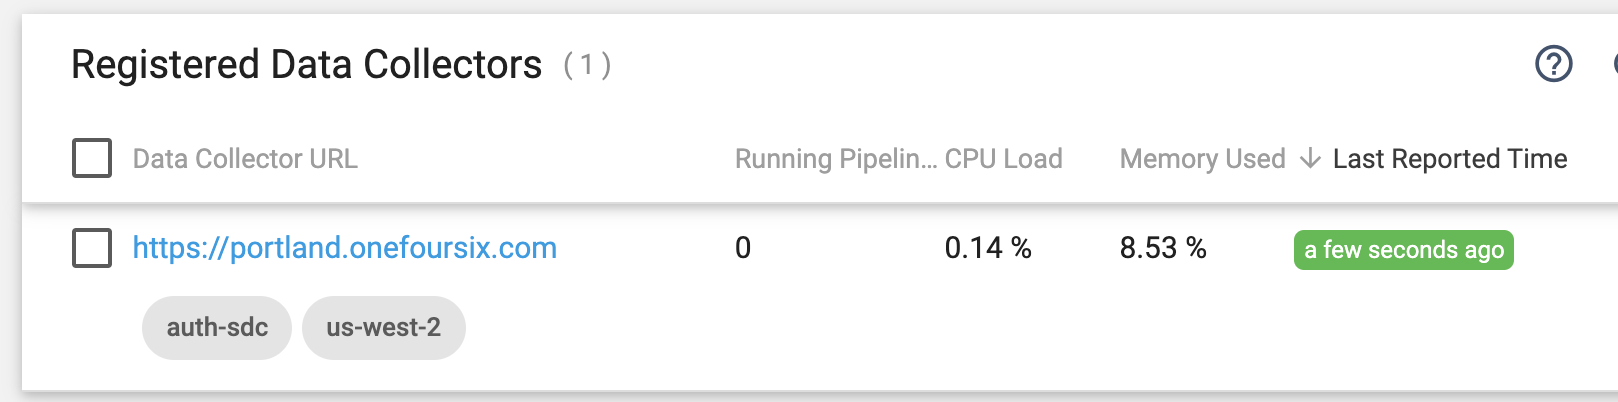 Registered Data Collectors (1)
Data Collector URL Running Pipelin... CPU Load Memory Used Last Reported Time
https://portland.onefoursix.com 0 0.14 % 8.53 % a few seconds ago
auth-sdc us-west-2